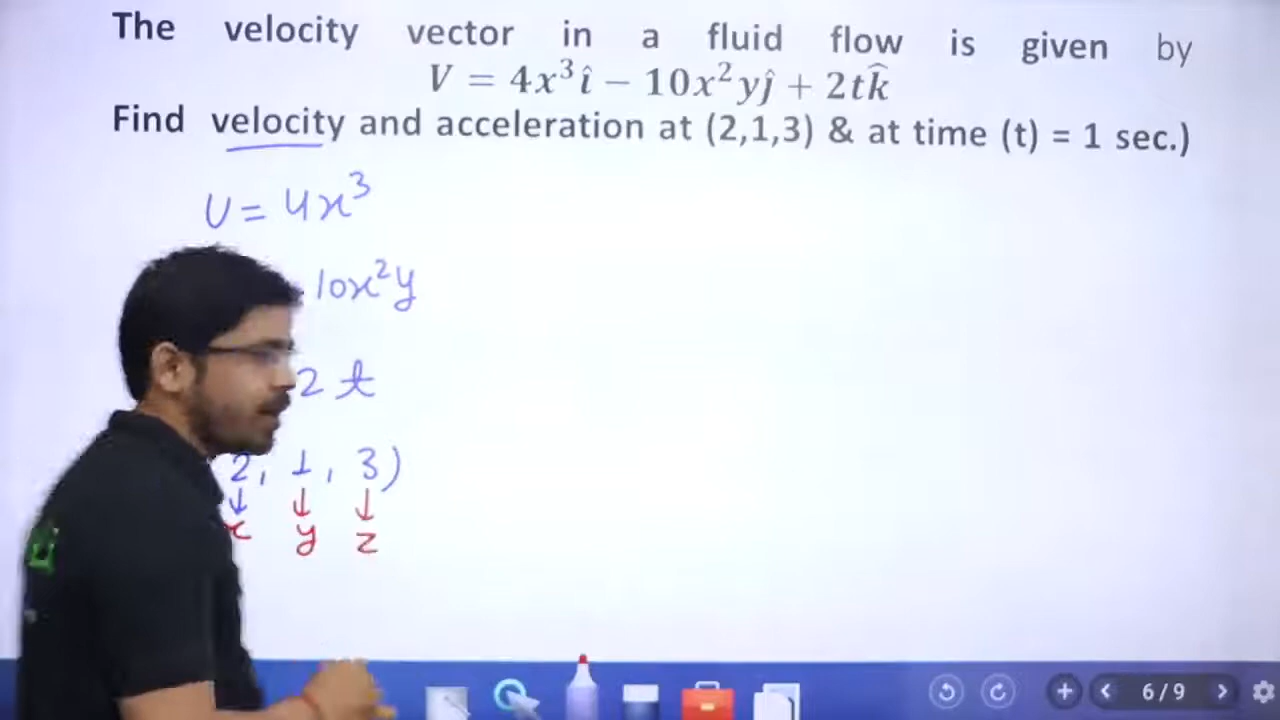 The velocity vector in a fluid flow is given by
V = 4x³î − 10x²yĵ + 2tk̂
Find velocity and acceleration at (2,1,3) & at time (t) = 1 sec.)
U = 4x³
10x²y
2 t
2, 1, 3)
↓ ↓ ↓
x y z
6 / 9